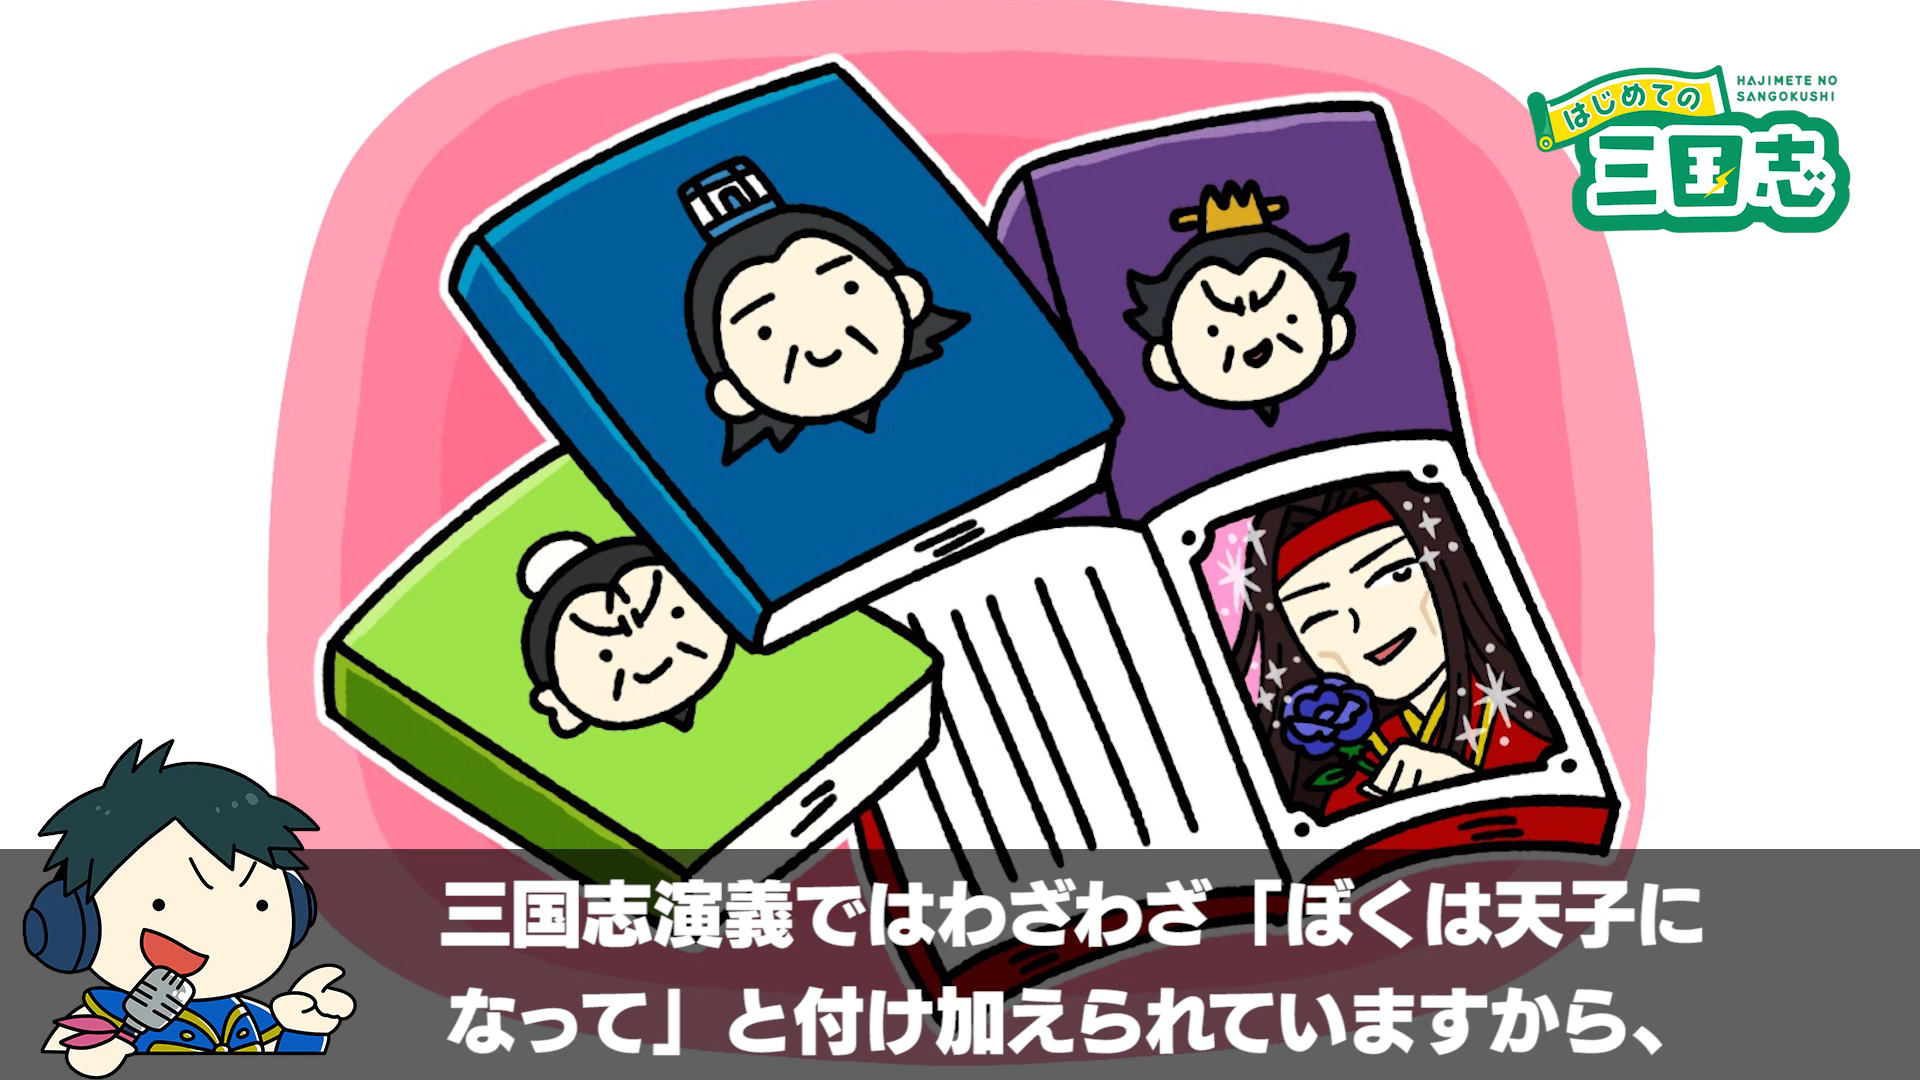 はじめての
三国志
HAJIMETE NO
SANGOKUSHI
三国志演義ではわざわざ「ぼくは天子に
なって」と付け加えられていますから、